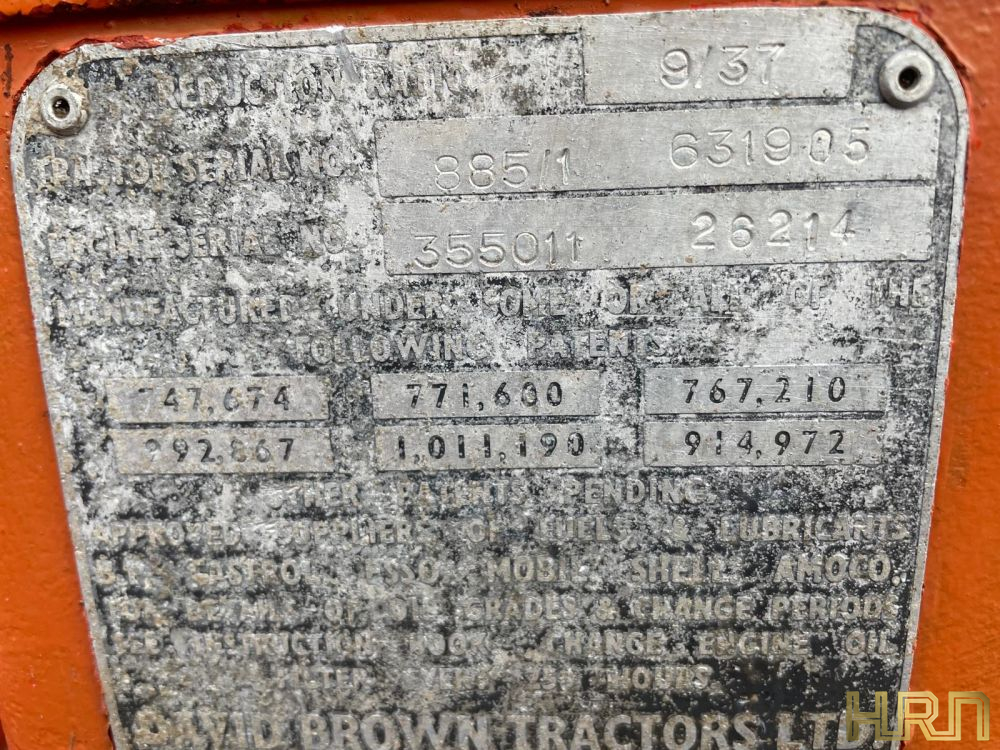 REDUCTION RATIO 9/37
TRACTOR SERIAL NO. 885/1 631905
ENGINE SERIAL NO. 355011 26214
MANUFACTURED UNDER SOME OR ALL OF THE
FOLLOWING PATENTS
747,674 771,600 767,210
992,867 1,011,190 914,972
OTHER PATENTS PENDING
APPROVED SUPPLIERS OF FUELS & LUBRICANTS
CASTROL ESSO MOBIL SHELL AMOCO.
FOR DETAILS OF OIL GRADES & CHANGE PERIODS
SEE INSTRUCTION BOOK CHANGE ENGINE OIL
FILTER EVERY 250 HOURS.
DAVID BROWN TRACTORS LTD
HRN